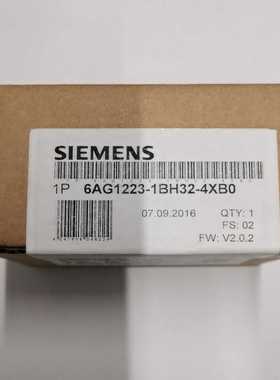 SIEMENS
1P 6AG1223-1BH32-4XB0
07.09.2016 QTY: 1
FS: 02
FW: V2.0.2